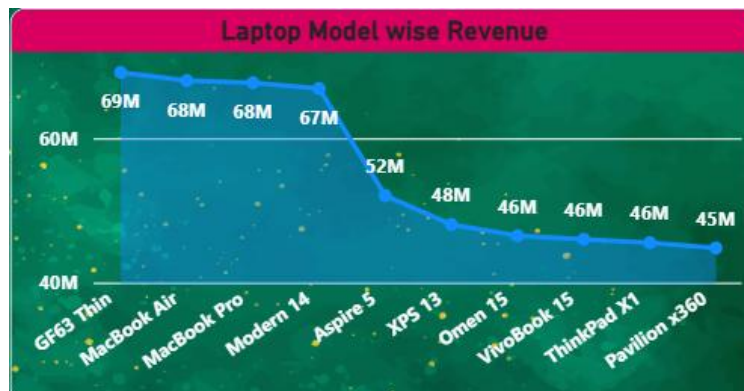 Laptop Model wise Revenue
69M
68M
68M
67M
60M
52M
48M
46M
46M
46M
45M
40M
GF63 Thin
MacBook Air
MacBook Pro
Modern 14
Aspire 5
XPS 13
Omen 15
VivoBook 15
ThinkPad X1
Pavilion x360